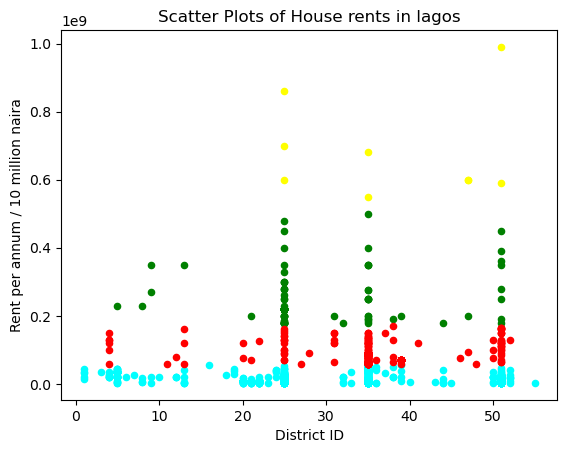 Scatter Plots of House rents in lagos
1e9
1.0
0.8
0.6
0.4
0.2
0.0
Rent per annum / 10 million naira
0 10 20 30 40 50
District ID